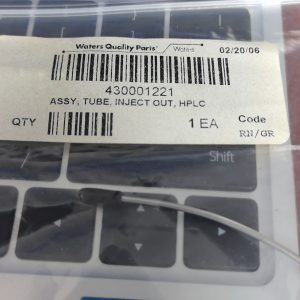 Waters Quality Parts™ Waters 02/20/06
430001221
ASSY, TUBE, INJECT OUT, HPLC
QTY 1 EA Code
RN/GR
Shift